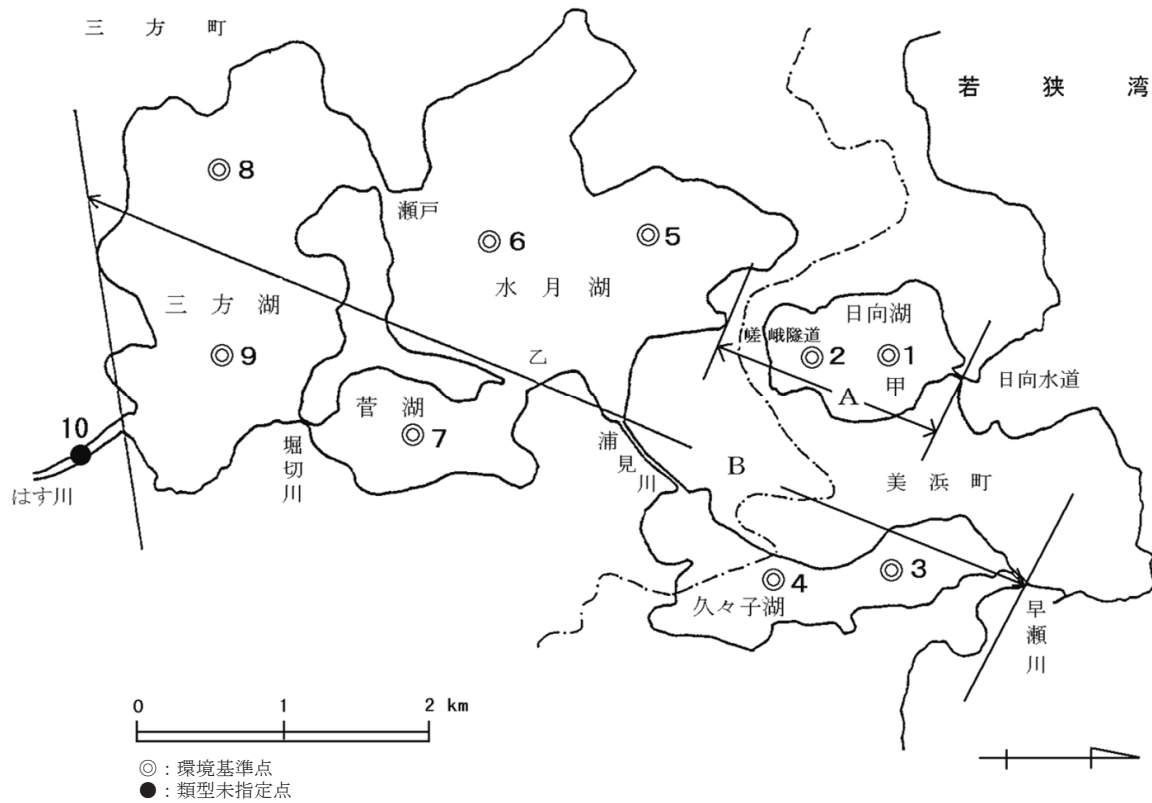 三方町
若狭湾
8
瀬戸
6
5
水月湖
三方湖
9
嵯峨隧道
日向湖
2
1
甲
A
日向水道
乙
菅湖
7
10
はす川
堀切川
浦見川
B
美浜町
3
4
久々子湖
早瀬川
0 1 2 km
◎：環境基準点
●：類型未指定点